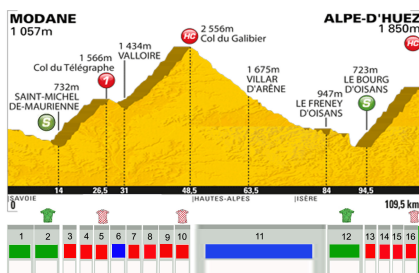 MODANE
1 057m
ALPE-D'HUEZ
1 850m
HC
2 556m
Col du Galibier
HC
1 434m
VALLOIRE
1 566m
Col du Télégraphe
1
732m
SAINT-MICHEL
DE-MAURIENNE
S
1 675m
VILLAR
D'ARÈNE
723m
LE BOURG
D'OISANS
S
947m
LE FRENEY
D'OISANS
SAVOIE
HAUTES-ALPES
ISÈRE
0
14
26,5
31
48,5
63,5
84
94,5
109,5 km
1 2 3 4 5 6 7 8 9 10 11 12 13 14 15 16